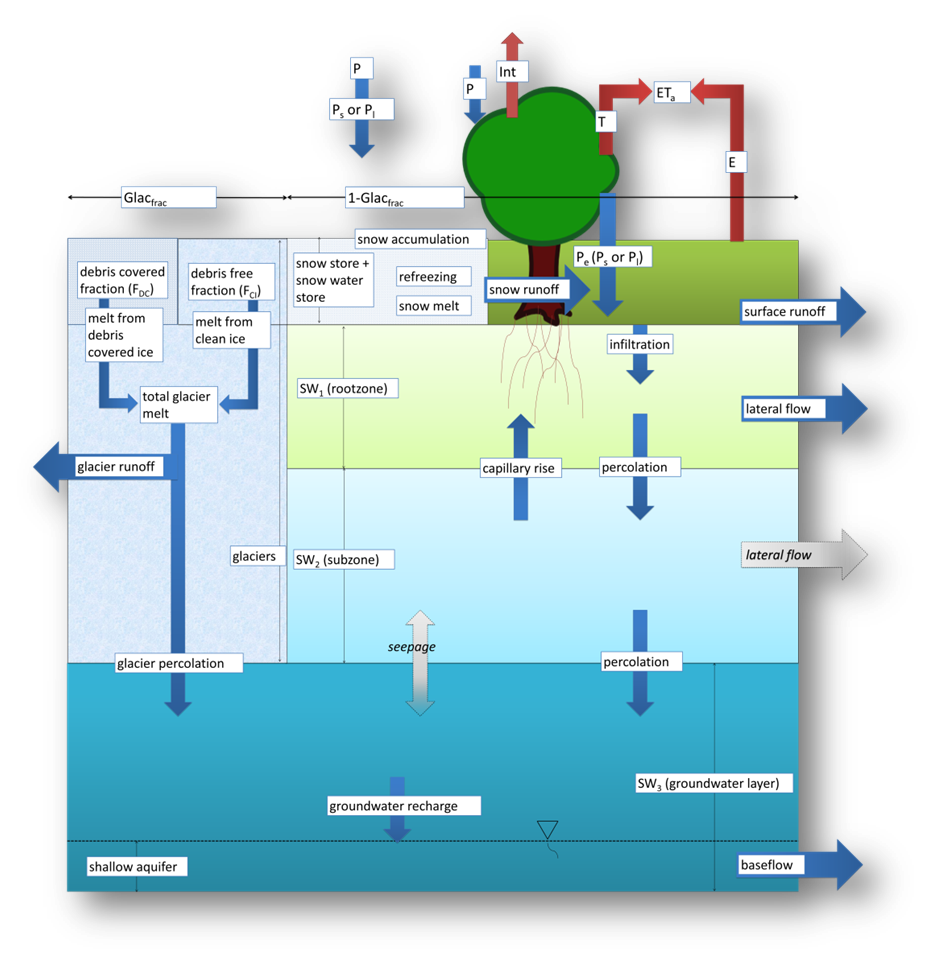 Int
P
P
ETa
Ps or Pl
T
E
Glacfrac
1-Glacfrac
snow accumulation
debris covered
fraction (FDC)
debris free
fraction (FCI)
snow store +
snow water
store
refreezing
snow melt
Pe (Ps or Pl)
snow runoff
surface runoff
melt from
debris
covered ice
melt from
clean ice
infiltration
SW1 (rootzone)
total glacier
melt
lateral flow
glacier runoff
capillary rise
percolation
glaciers
SW2 (subzone)
lateral flow
seepage
glacier percolation
percolation
SW3 (groundwater layer)
groundwater recharge
shallow aquifer
baseflow